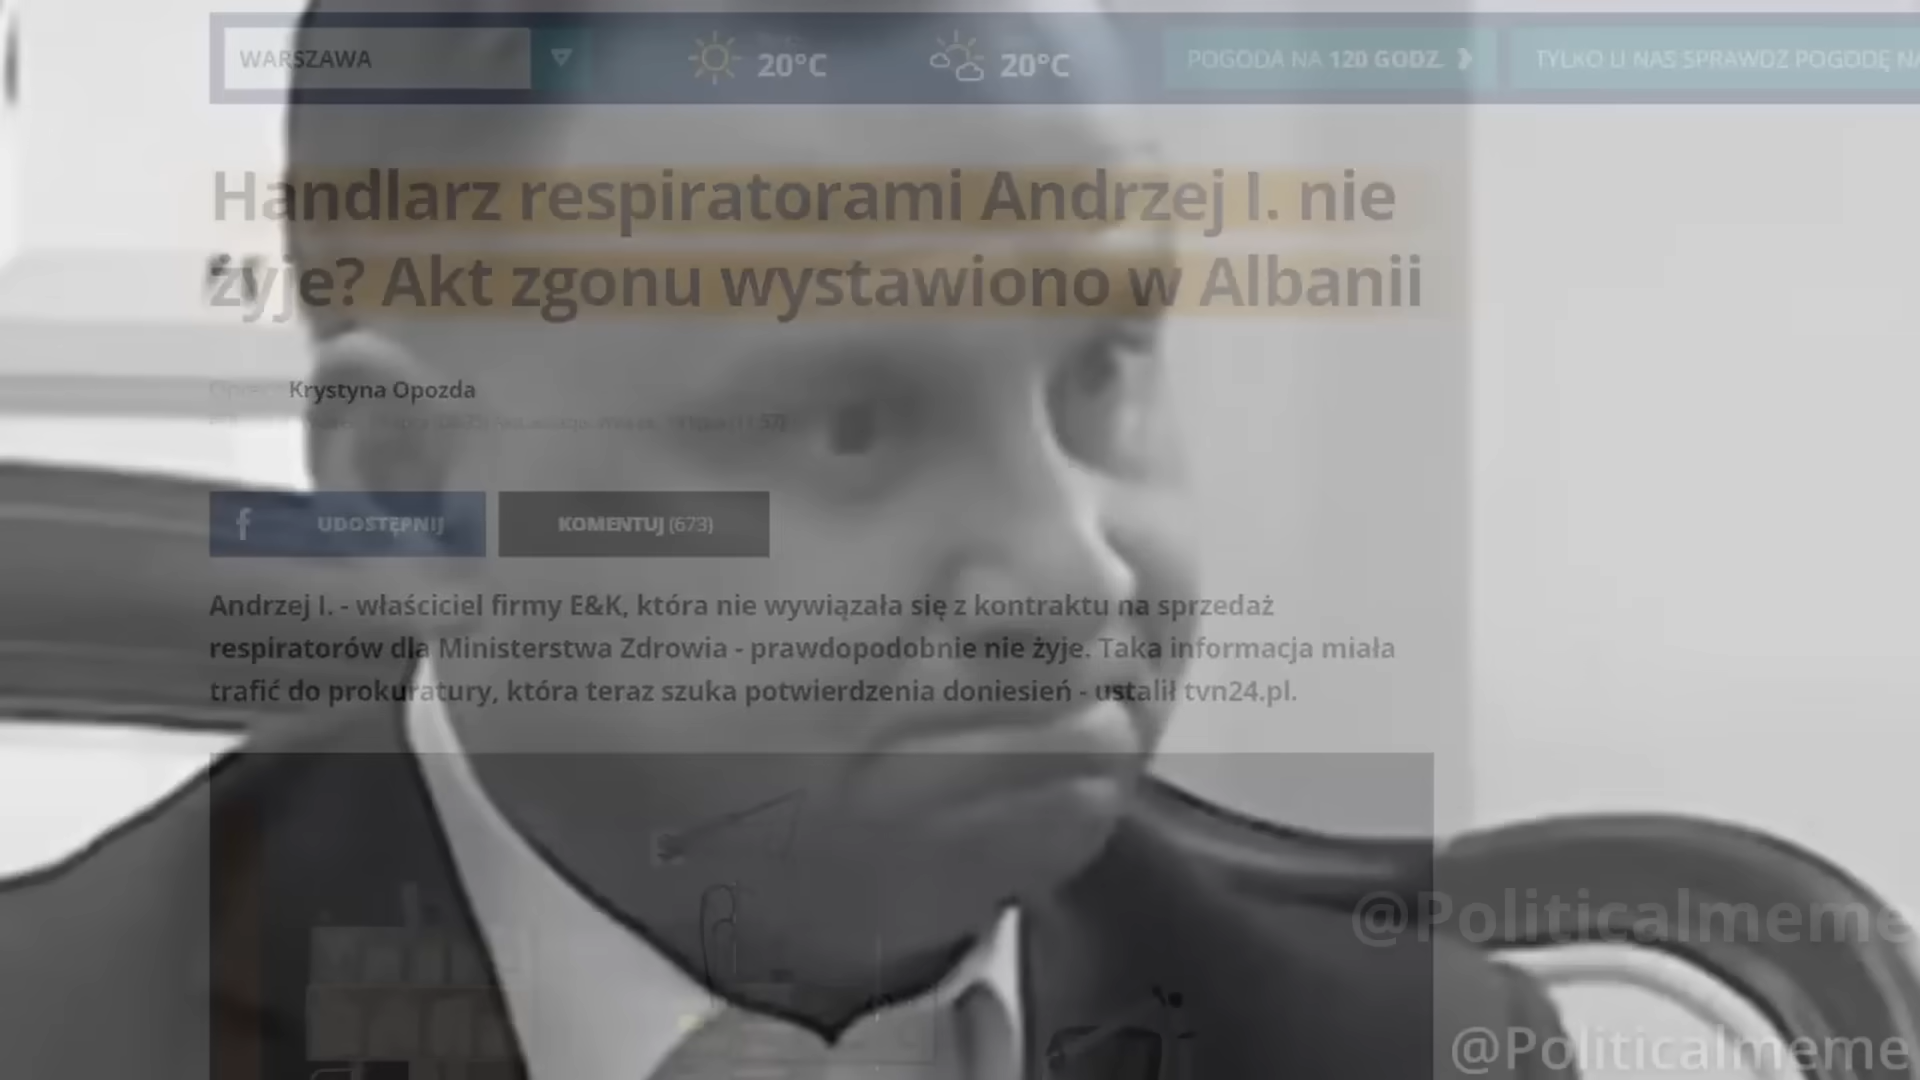 WARSZAWA
20°C
20°C
POGODA NA 120 GODZ.
TYLKO U NAS SPRAWDZ POGODĘ NA
Handlarz respiratorami Andrzej I. nie
żyje? Akt zgonu wystawiono w Albanii
Krystyna Opozda
f UDOSTĘPNIJ
KOMENTUJ (673)
Andrzej I. - właściciel firmy E&K, która nie wywiązała się z kontraktu na sprzedaż
respiratorów dla Ministerstwa Zdrowia - prawdopodobnie nie żyje. Taka informacja miała
trafić do prokuratury, która teraz szuka potwierdzenia doniesień - ustalił tvn24.pl.
@Politicalmeme
@Politicalmeme